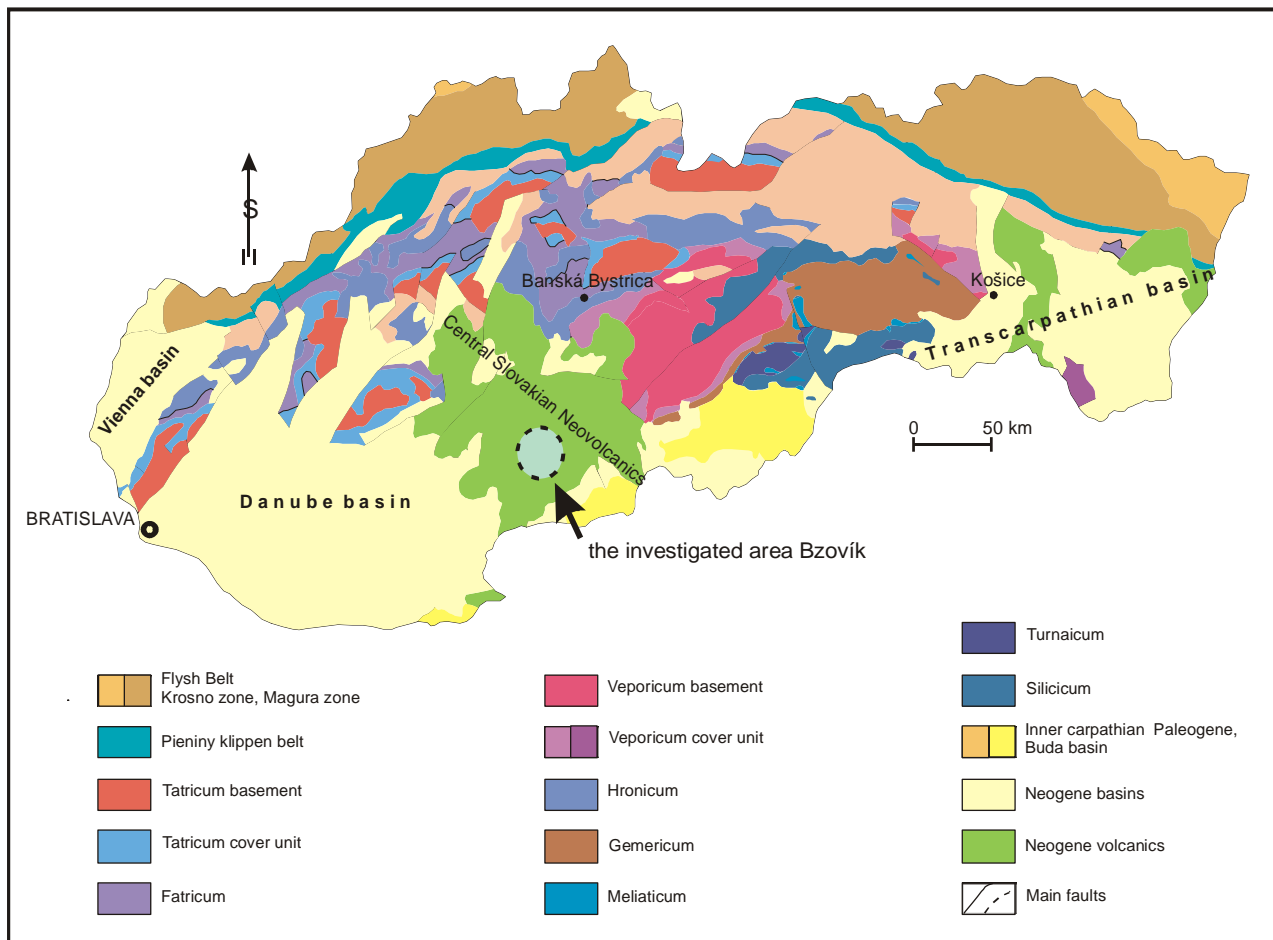 S
Banská Bystrica
Košice
Transcarpathian basin
Central Slovakian Neovolcanics
Vienna basin
0 50 km
Danube basin
BRATISLAVA
the investigated area Bzovík
Flysh Belt
Krosno zone, Magura zone
Pieniny klippen belt
Tatricum basement
Tatricum cover unit
Fatricum
Veporicum basement
Veporicum cover unit
Hronicum
Gemericum
Meliaticum
Turnaicum
Silicicum
Inner carpathian Paleogene,
Buda basin
Neogene basins
Neogene volcanics
Main faults